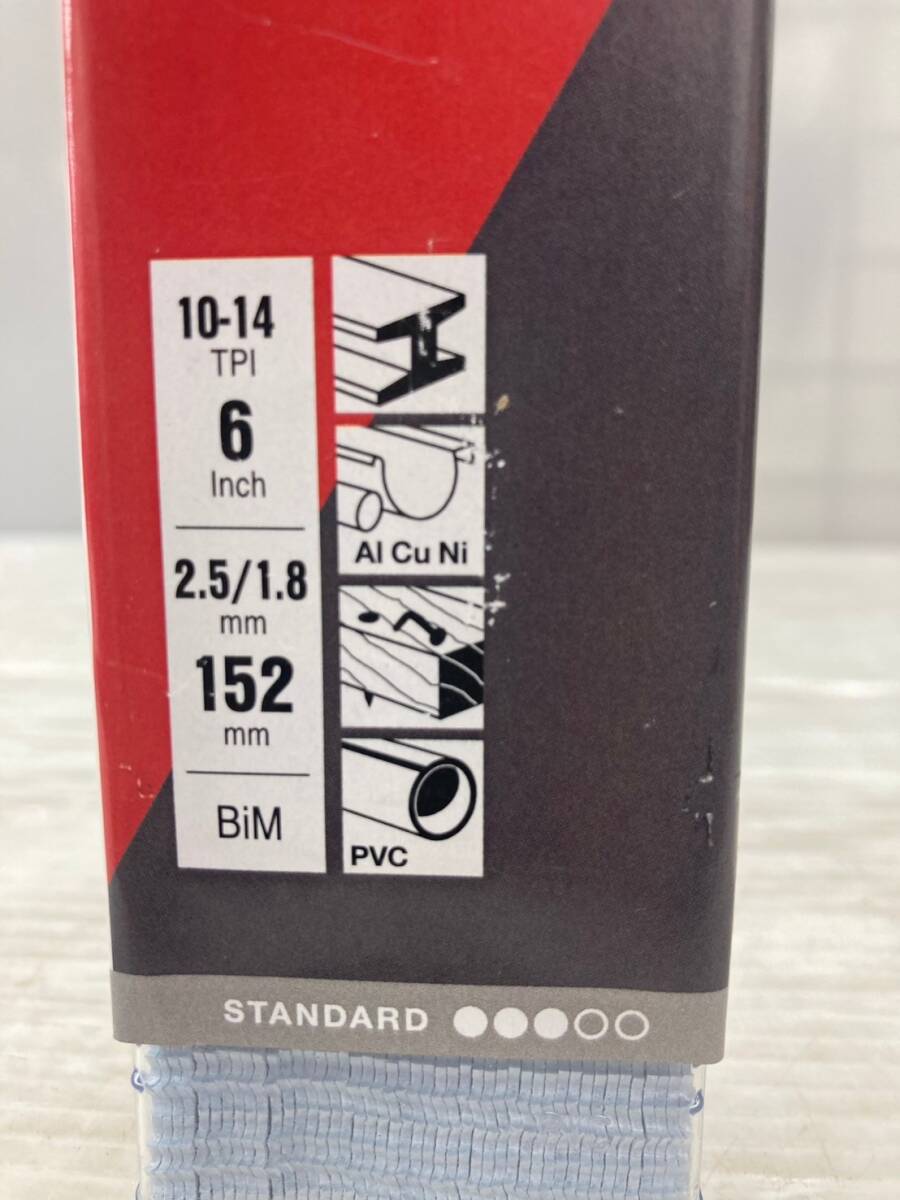 10-14
TPI
6
Inch
2.5/1.8
mm
152
mm
BiM
Al Cu Ni
PVC
STANDARD